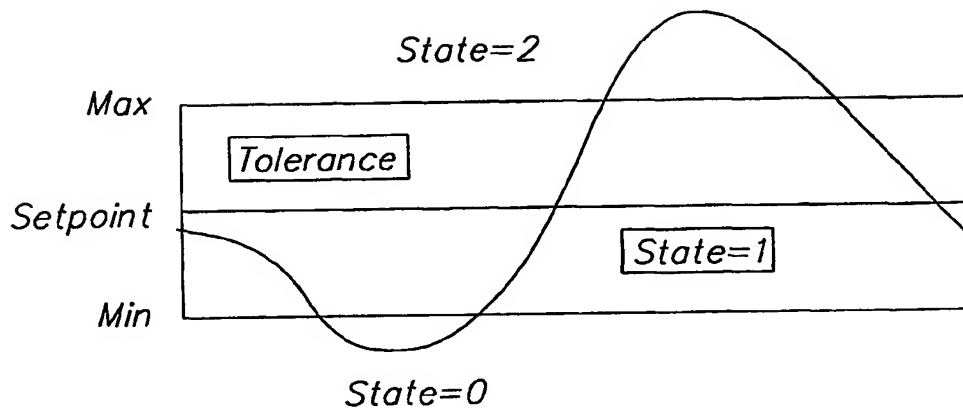 State=2
Max
Tolerance
Setpoint
State=1
Min
State=0